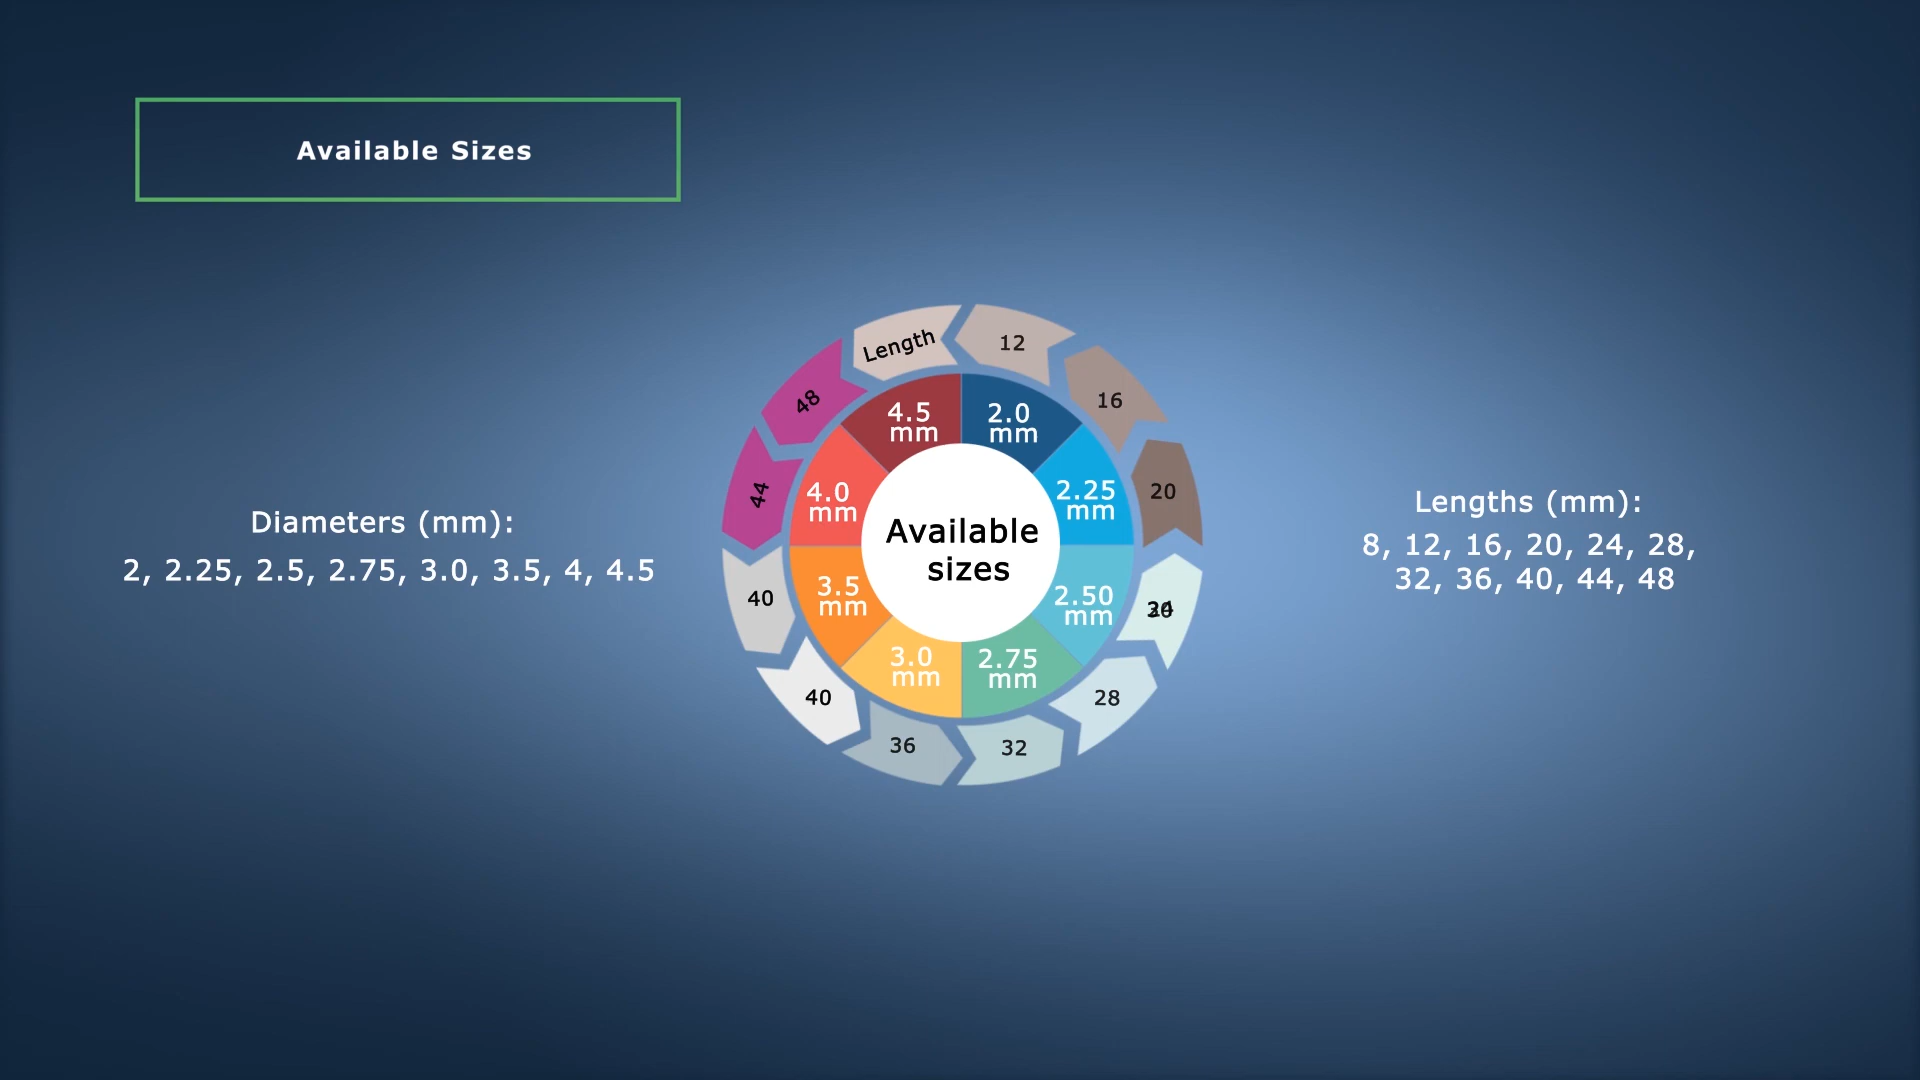 Available Sizes
Diameters (mm):
2, 2.25, 2.5, 2.75, 3.0, 3.5, 4, 4.5
Length
12
16
20
28
32
36
40
40
44
48
4.5
mm
2.0
mm
2.25
mm
2.50
mm
2.75
mm
3.0
mm
3.5
mm
4.0
mm
Available
sizes
Lengths (mm):
8, 12, 16, 20, 24, 28,
32, 36, 40, 44, 48